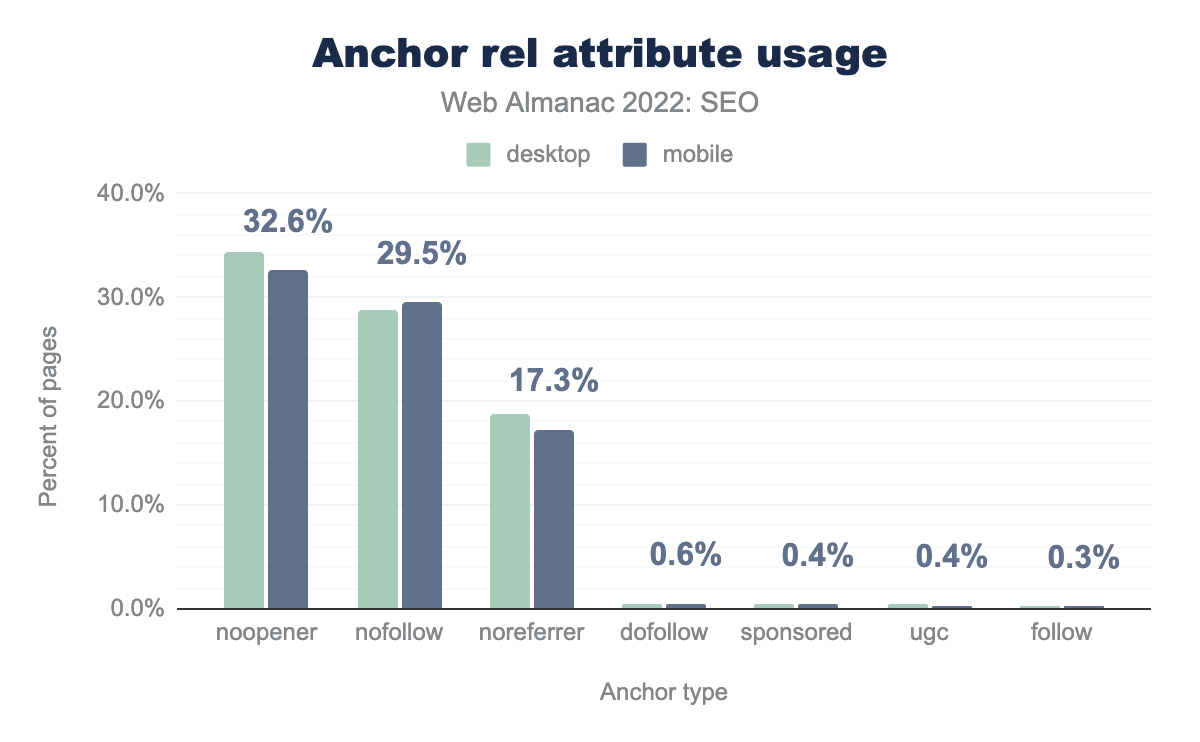 Anchor rel attribute usage
Web Almanac 2022: SEO
desktop mobile
40.0%
32.6%
29.5%
30.0%
17.3%
20.0%
10.0%
0.6% 0.4% 0.4% 0.3%
0.0%
Percent of pages
noopener nofollow noreferrer dofollow sponsored ugc follow
Anchor type